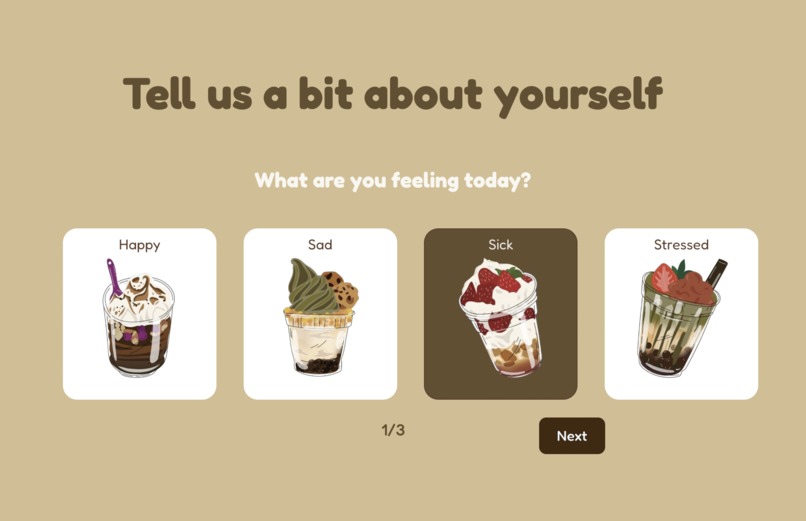 Tell us a bit about yourself
What are you feeling today?
Happy
Sad
Sick
Stressed
1/3
Next